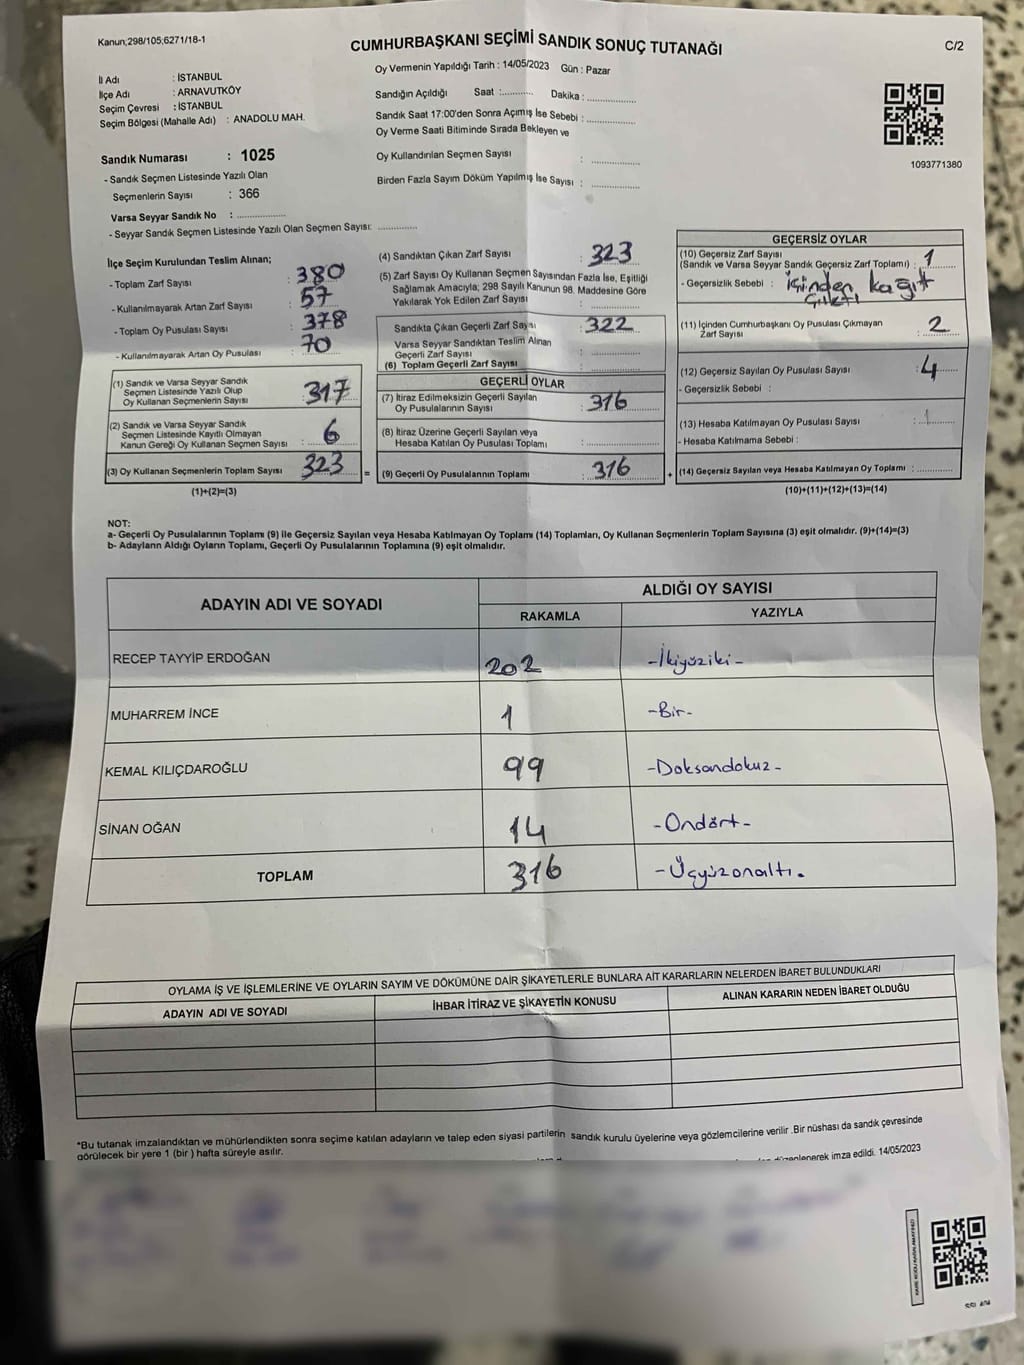 Kanun;298/105;6271/18-1
CUMHURBAŞKANI SEÇİMİ SANDIK SONUÇ TUTANAĞI
C/2
İl Adı : İSTANBUL
İlçe Adı : ARNAVUTKÖY
Seçim Çevresi : İSTANBUL
Seçim Bölgesi (Mahalle Adı) : ANADOLU MAH.
Oy Vermenin Yapıldığı Tarih : 14/05/2023 Gün : Pazar
Sandığın Açıldığı Saat :........... Dakika : ..................
Sandık Saat 17:00'den Sonra Açımış İse Sebebi : ..................
Oy Verme Saati Bitiminde Sırada Bekleyen ve
Oy Kullandırılan Seçmen Sayısı : ..................
Birden Fazla Sayım Döküm Yapılmış İse Sayısı : ..................
1093771380
Sandık Numarası : 1025
- Sandık Seçmen Listesinde Yazılı Olan
Seçmenlerin Sayısı : 366
Varsa Seyyar Sandık No : ..................
- Seyyar Sandık Seçmen Listesinde Yazılı Olan Seçmen Sayısı: ..............
İlçe Seçim Kurulundan Teslim Alınan;
- Toplam Zarf Sayısı : 380
- Kullanılmayarak Artan Zarf Sayısı : 57
- Toplam Oy Pusulası Sayısı : 378
- Kullanılmayarak Artan Oy Pusulası : 70
(1) Sandık ve Varsa Seyyar Sandık
Seçmen Listesinde Yazılı Olup
Oy Kullanan Seçmenlerin Sayısı : 317
(2) Sandık ve Varsa Seyyar Sandık
Seçmen Listesinde Kayıtlı Olmayan
Kanun Gereği Oy Kullanan Seçmen Sayısı : 6
(3) Oy Kullanan Seçmenlerin Toplam Sayısı : 323 =
(1)+(2)=(3)
(4) Sandıktan Çıkan Zarf Sayısı : 323
(5) Zarf Sayısı Oy Kullanan Seçmen Sayısından Fazla İse, Eşitliği
Sağlamak Amacıyla; 298 Sayılı Kanunun 98. Maddesine Göre
Yakılarak Yok Edilen Zarf Sayısı : ..................
Sandıkta Çıkan Geçerli Zarf Sayısı : 322
Varsa Seyyar Sandıktan Teslim Alınan
Geçerli Zarf Sayısı : ..................
(6) Toplam Geçerli Zarf Sayısı : ..................
GEÇERLİ OYLAR
(7) İtiraz Edilmeksizin Geçerli Sayılan
Oy Pusulalarının Sayısı : 316
(8) İtiraz Üzerine Geçerli Sayılan veya
Hesaba Katılan Oy Pusulası Toplamı : ..................
(9) Geçerli Oy Pusulalarının Toplamı : 316 +
GEÇERSİZ OYLAR
(10) Geçersiz Zarf Sayısı
(Sandık ve Varsa Seyyar Sandık Geçersiz Zarf Toplamı) : 1
- Geçersizlik Sebebi : içinden kağıt
çıktı
(11) İçinden Cumhurbaşkanı Oy Pusulası Çıkmayan
Zarf Sayısı : 2
(12) Geçersiz Sayılan Oy Pusulası Sayısı : 4
- Geçersizlik Sebebi :
(13) Hesaba Katılmayan Oy Pusulası Sayısı :
- Hesaba Katılmama Sebebi :
(14) Geçersiz Sayılan veya Hesaba Katılmayan Oy Toplamı : ............
(10)+(11)+(12)+(13)=(14)
NOT:
a- Geçerli Oy Pusulalarının Toplamı (9) ile Geçersiz Sayılan veya Hesaba Katılmayan Oy Toplamı (14) Toplamları, Oy Kullanan Seçmenlerin Toplam Sayısına (3) eşit olmalıdır. (9)+(14)=(3)
b- Adayların Aldığı Oyların Toplamı, Geçerli Oy Pusulalarının Toplamına (9) eşit olmalıdır.
ADAYIN ADI VE SOYADI
ALDIĞI OY SAYISI
RAKAMLA YAZIYLA
RECEP TAYYİP ERDOĞAN 202 -İkiyüziki-
MUHARREM İNCE 1 -Bir-
KEMAL KILIÇDAROĞLU 99 -Doksandokuz-
SİNAN OĞAN 14 -Ondört-
TOPLAM 316 -Üçyüzonaltı.
OYLAMA İŞ VE İŞLEMLERİNE VE OYLARIN SAYIM VE DÖKÜMÜNE DAİR ŞİKAYETLERLE BUNLARA AİT KARARLARIN NELERDEN İBARET BULUNDUKLARI
ADAYIN ADI VE SOYADI İHBAR İTİRAZ VE ŞİKAYETİN KONUSU ALINAN KARARIN NEDEN İBARET OLDUĞU
*Bu tutanak imzalandıktan ve mühürlendikten sonra seçime katılan adayların ve talep eden siyasi partilerin sandık kurulu üyelerine veya gözlemcilerine verilir .Bir nüshası da sandık çevresinde
görülecek bir yere 1 (bir ) hafta süreyle asılır.
imza edildi. 14/05/2023